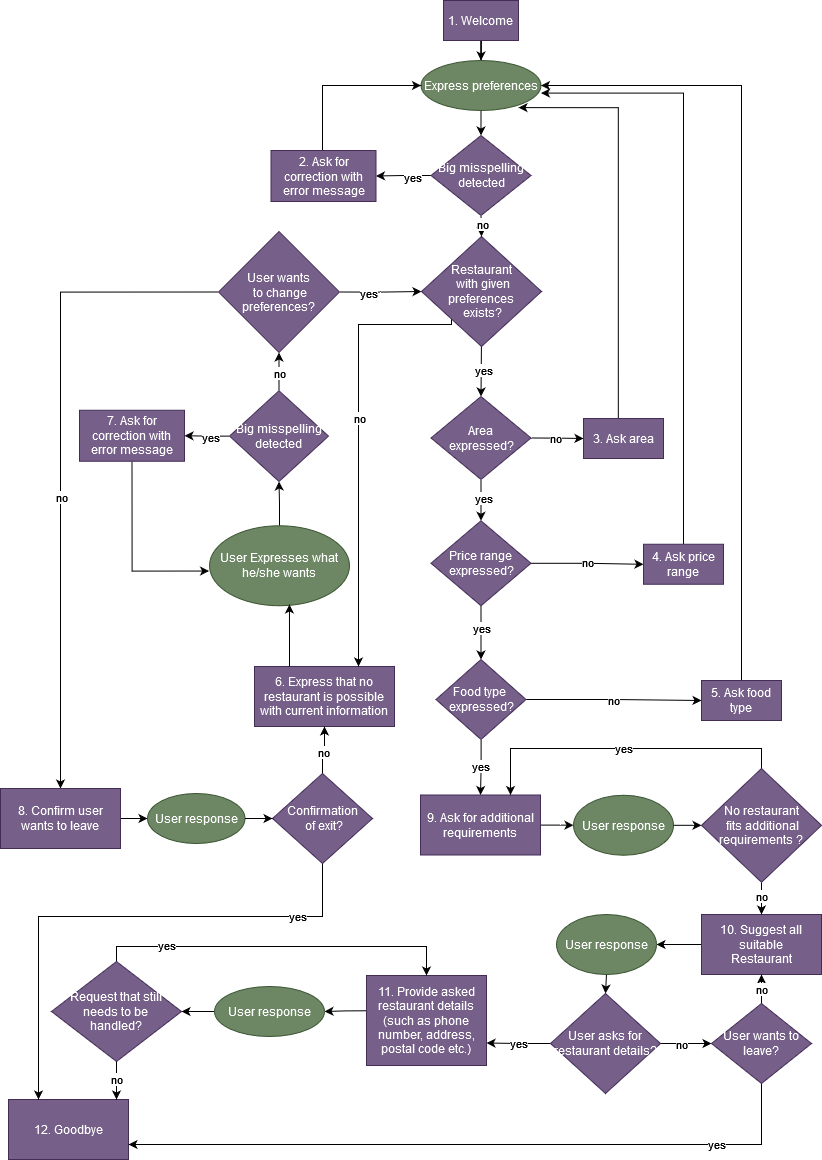 1. Welcome
Express preferences
2. Ask for
correction with
error message
yes
Big misspelling
detected
no
User wants
to change
preferences?
yes
Restaurant
with given
preferences
exists?
yes
no
7. Ask for
correction with
error message
yes
Big misspelling
detected
no
Area
expressed?
no
3. Ask area
no
yes
User Expresses what
he/she wants
Price range
expressed?
no
4. Ask price
range
yes
6. Express that no
restaurant is possible
with current information
Food type
expressed?
no
5. Ask food
type
no
yes
yes
8. Confirm user
wants to leave
User response
Confirmation
of exit?
9. Ask for additional
requirements
User response
No restaurant
fits additional
requirements ?
no
yes
10. Suggest all
suitable
Restaurant
User response
yes
no
Request that still
needs to be
handled?
User response
11. Provide asked
restaurant details
(such as phone
number, address,
postal code etc.)
yes
User asks for
restaurant details?
no
User wants to
leave?
no
12. Goodbye
yes